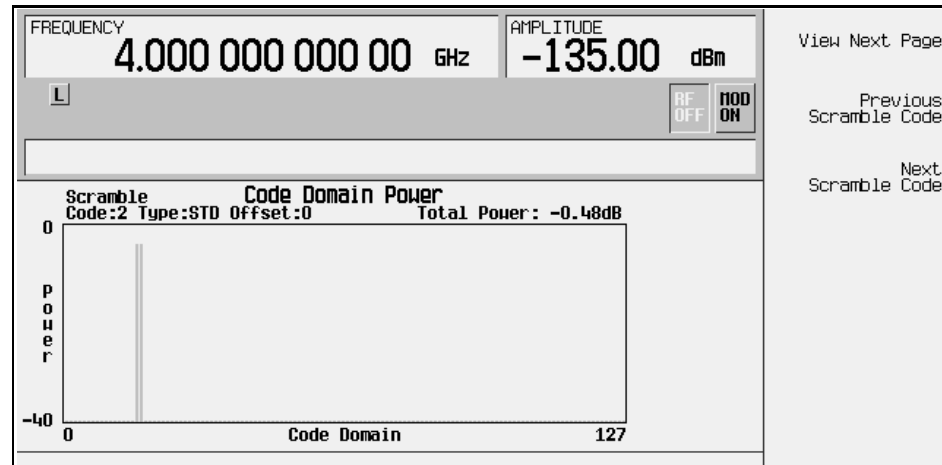 FREQUENCY
4.000 000 000 00 GHz
AMPLITUDE
-135.00 dBm
L
RF OFF
MOD ON
Scramble
Code Domain Power
Code:2 Type:STD Offset:0
Total Power: -0.48dB
0
Power
-40
0
Code Domain
127
View Next Page
Previous
Scramble Code
Next
Scramble Code